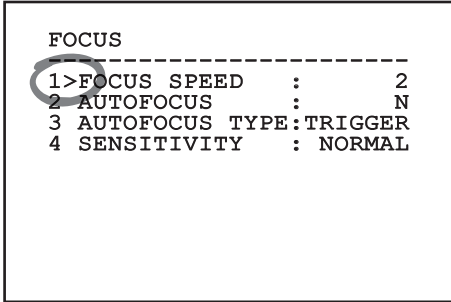 FOCUS
------------------------
1>FOCUS SPEED : 2
2 AUTOFOCUS : N
3 AUTOFOCUS TYPE:TRIGGER
4 SENSITIVITY : NORMAL